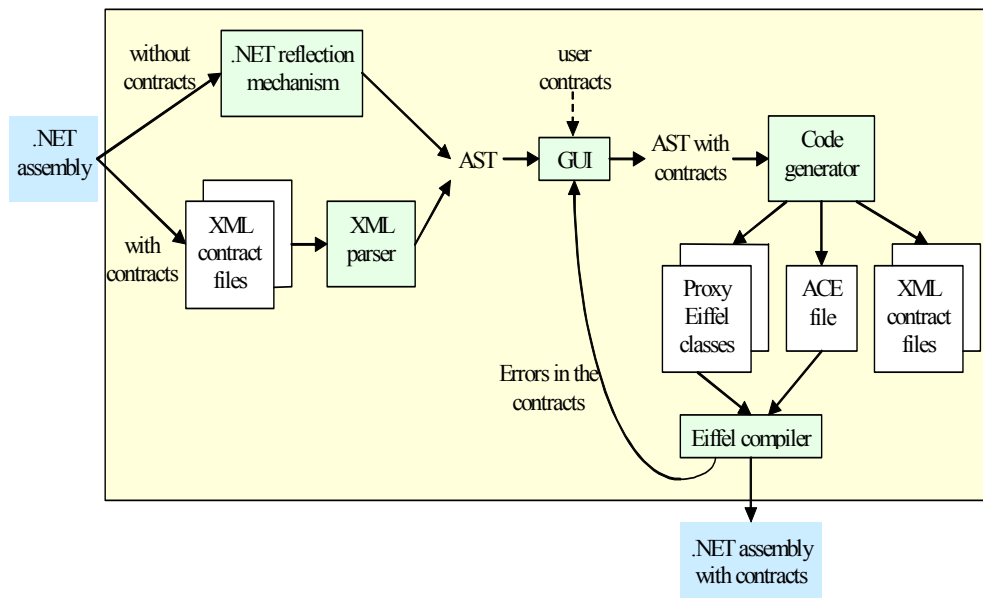 without
contracts
.NET reflection
mechanism
user
contracts
.NET
assembly
AST
GUI
AST with
contracts
Code
generator
with
contracts
XML
contract
files
XML
parser
Proxy
Eiffel
classes
ACE
file
XML
contract
files
Errors in the
contracts
Eiffel compiler
.NET assembly
with contracts